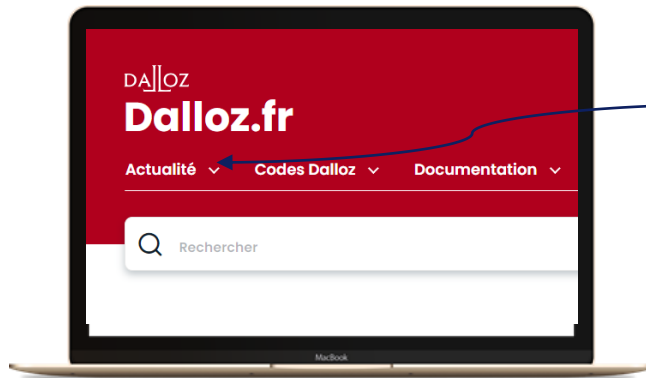 DALLOZ
Dalloz.fr
Actualité Codes Dalloz Documentation
Rechercher
MacBook